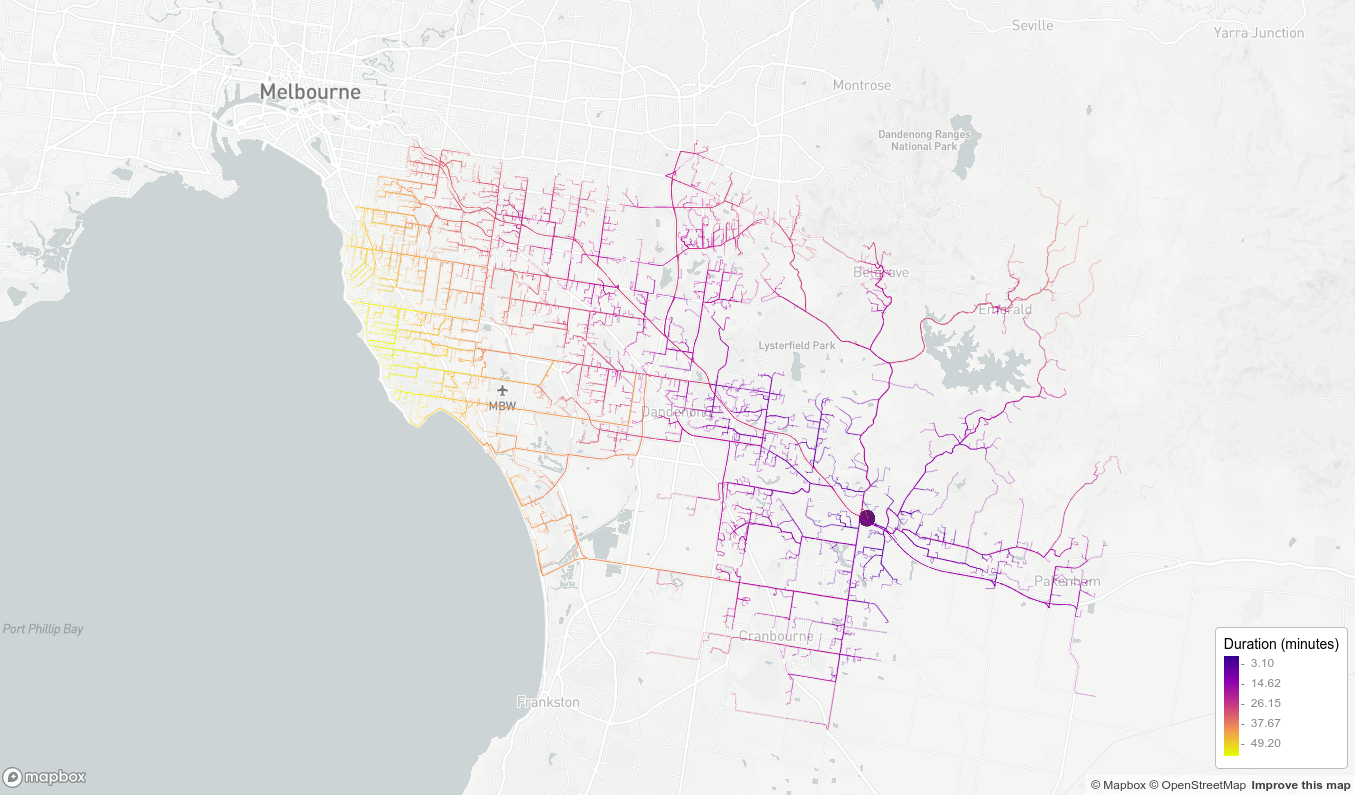 Seville
Yarra Junction
Melbourne
Montrose
Dandenong Ranges
National Park
Belgrave
Emerald
Lysterfield Park
MBW
Dandenong
Pakenham
Port Phillip Bay
Cranbourne
Frankston
Duration (minutes)
3.10
14.62
26.15
37.67
49.20
mapbox
© Mapbox © OpenStreetMap Improve this map